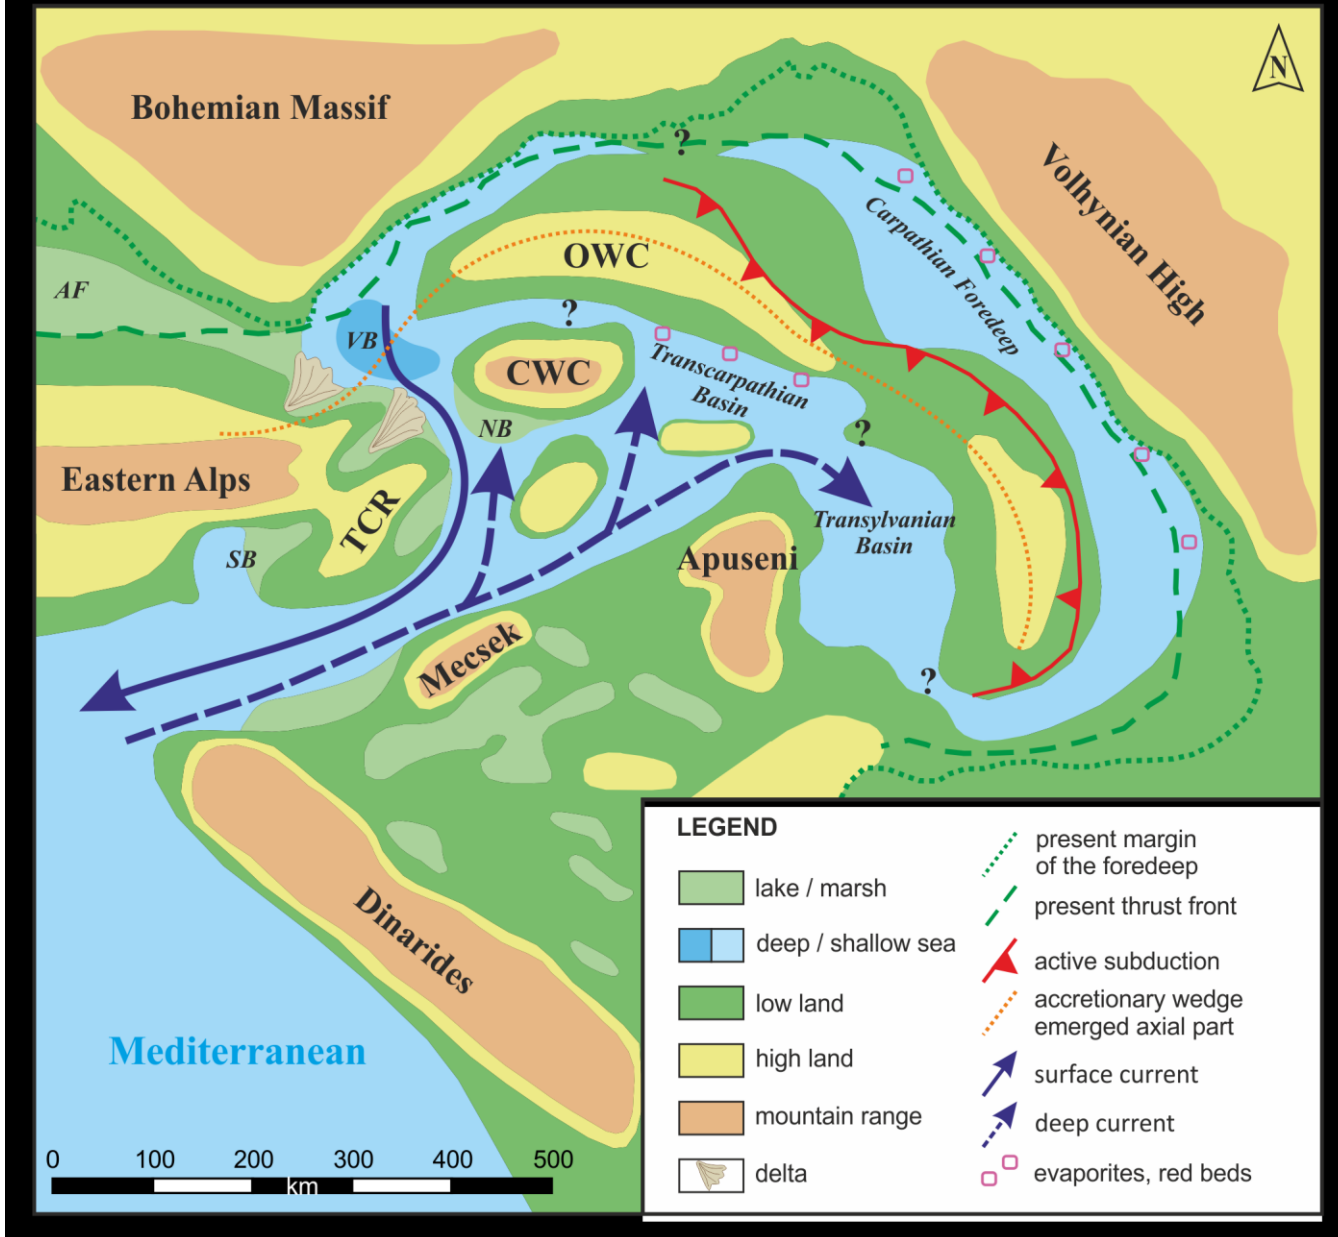 N
Bohemian Massif
?
Volhynian High
Carpathian Foredeep
OWC
AF
?
VB
Transcarpathian
Basin
CWC
NB
?
Eastern Alps
TCR
Transylvanian
Basin
SB
Apuseni
Mecsek
?
Dinarides
Mediterranean
0 100 200 300 400 500
km
LEGEND
lake / marsh
deep / shallow sea
low land
high land
mountain range
delta
present margin
of the foredeep
present thrust front
active subduction
accretionary wedge
emerged axial part
surface current
deep current
evaporites, red beds